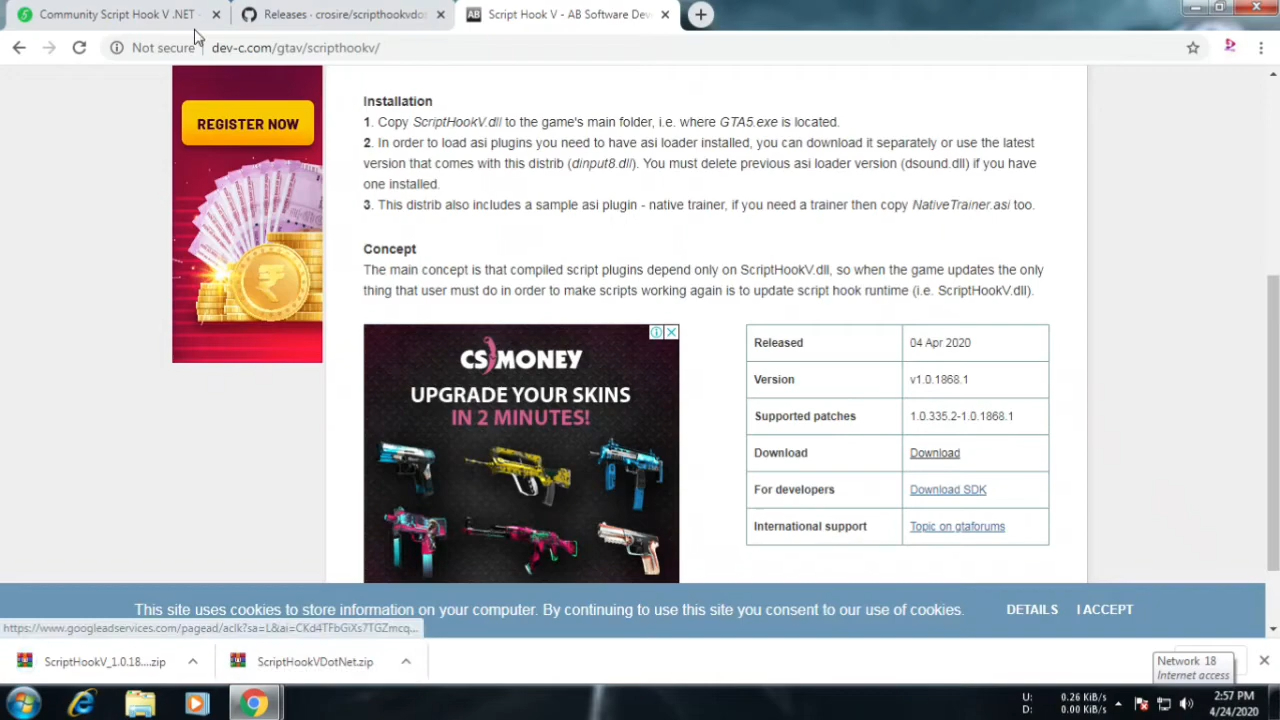 Community Script Hook V .NET -
Releases - crosire/scripthookvdo
Script Hook V - AB Software Dev
Not secure
dev-c.com/gtav/scripthookv/
REGISTER NOW
Installation
1. Copy ScriptHookV.dll to the game's main folder, i.e. where GTA5.exe is located.
2. In order to load asi plugins you need to have asi loader installed, you can download it separately or use the latest
version that comes with this distrib (dinput8.dll). You must delete previous asi loader version (dsound.dll) if you have
one installed.
3. This distrib also includes a sample asi plugin - native trainer, if you need a trainer then copy NativeTrainer.asi too.
Concept
The main concept is that compiled script plugins depend only on ScriptHookV.dll, so when the game updates the only
thing that user must do in order to make scripts working again is to update script hook runtime (i.e. ScriptHookV.dll).
CS MONEY
UPGRADE YOUR SKINS
IN 2 MINUTES!
Released 04 Apr 2020
Version v1.0.1868.1
Supported patches 1.0.335.2-1.0.1868.1
Download Download
For developers Download SDK
International support Topic on gtaforums
This site uses cookies to store information on your computer. By continuing to use this site you consent to our use of cookies. DETAILS I ACCEPT
https://www.googleadservices.com/pagead/aclk?sa=L&ai=CKd4TFbGiXs7TGZmcq...
ScriptHookV_1.0.18....zip
ScriptHookVDotNet.zip
Network 18
Internet access
U: 0.26 KiB/s
D: 0.00 KiB/s
2:57 PM
4/24/2020